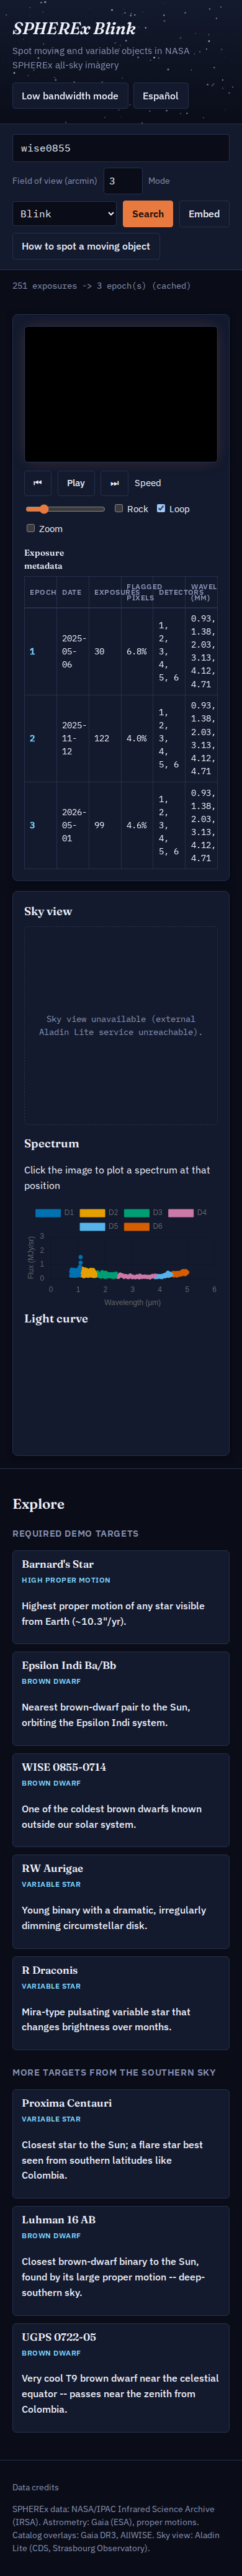 SPHEREx Blink
Spot moving and variable objects in NASA
SPHEREx all-sky imagery
Low bandwidth mode
Español
wise0855
Field of view (arcmin)
3
Mode
Blink
Search
Embed
How to spot a moving object
251 exposures -> 3 epoch(s) (cached)
Play
Speed
Rock
Loop
Zoom
Exposure
metadata
EPOCH DATE EXPOSURES FLAGGED PIXELS DETECTORS WAVEL (MM)
1 2025-05-06 30 6.8% 1, 2, 3, 4, 5, 6 0.93, 1.38, 2.03, 3.13, 4.12, 4.71
2 2025-11-12 122 4.0% 1, 2, 3, 4, 5, 6 0.93, 1.38, 2.03, 3.13, 4.12, 4.71
3 2026-05-01 99 4.6% 1, 2, 3, 4, 5, 6 0.93, 1.38, 2.03, 3.13, 4.12, 4.71
Sky view
Sky view unavailable (external
Aladin Lite service unreachable).
Spectrum
Click the image to plot a spectrum at that
position
D1 D2 D3 D4
D5 D6
Flux (MJy/sr)
3
2
1
0
0 1 2 3 4 5 6
Wavelength (μm)
Light curve
Explore
REQUIRED DEMO TARGETS
Barnard's Star
HIGH PROPER MOTION
Highest proper motion of any star visible
from Earth (~10.3"/yr).
Epsilon Indi Ba/Bb
BROWN DWARF
Nearest brown-dwarf pair to the Sun,
orbiting the Epsilon Indi system.
WISE 0855-0714
BROWN DWARF
One of the coldest brown dwarfs known
outside our solar system.
RW Aurigae
VARIABLE STAR
Young binary with a dramatic, irregularly
dimming circumstellar disk.
R Draconis
VARIABLE STAR
Mira-type pulsating variable star that
changes brightness over months.
MORE TARGETS FROM THE SOUTHERN SKY
Proxima Centauri
VARIABLE STAR
Closest star to the Sun; a flare star best
seen from southern latitudes like
Colombia.
Luhman 16 AB
BROWN DWARF
Closest brown-dwarf binary to the Sun,
found by its large proper motion -- deep-
southern sky.
UGPS 0722-05
BROWN DWARF
Very cool T9 brown dwarf near the celestial
equator -- passes near the zenith from
Colombia.
Data credits
SPHEREx data: NASA/IPAC Infrared Science Archive
(IRSA). Astrometry: Gaia (ESA), proper motions.
Catalog overlays: Gaia DR3, AllWISE. Sky view: Aladin
Lite (CDS, Strasbourg Observatory).